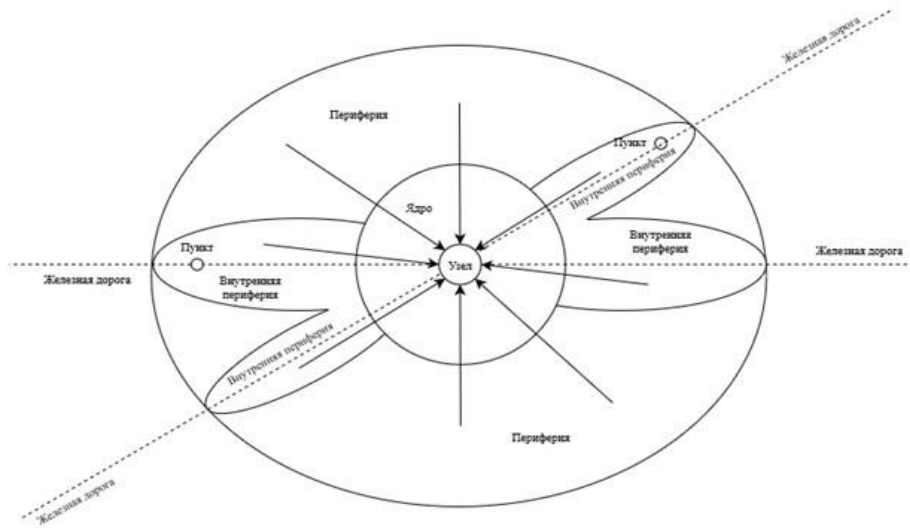 Железная дорога
Периферия
Пункт
Внутренняя периферия
Ядро
Пункт
Внутренняя
периферия
Узел
Железная дорога
Железная дорога
Внутренняя
периферия
Внутренняя периферия
Периферия
Железная дорога